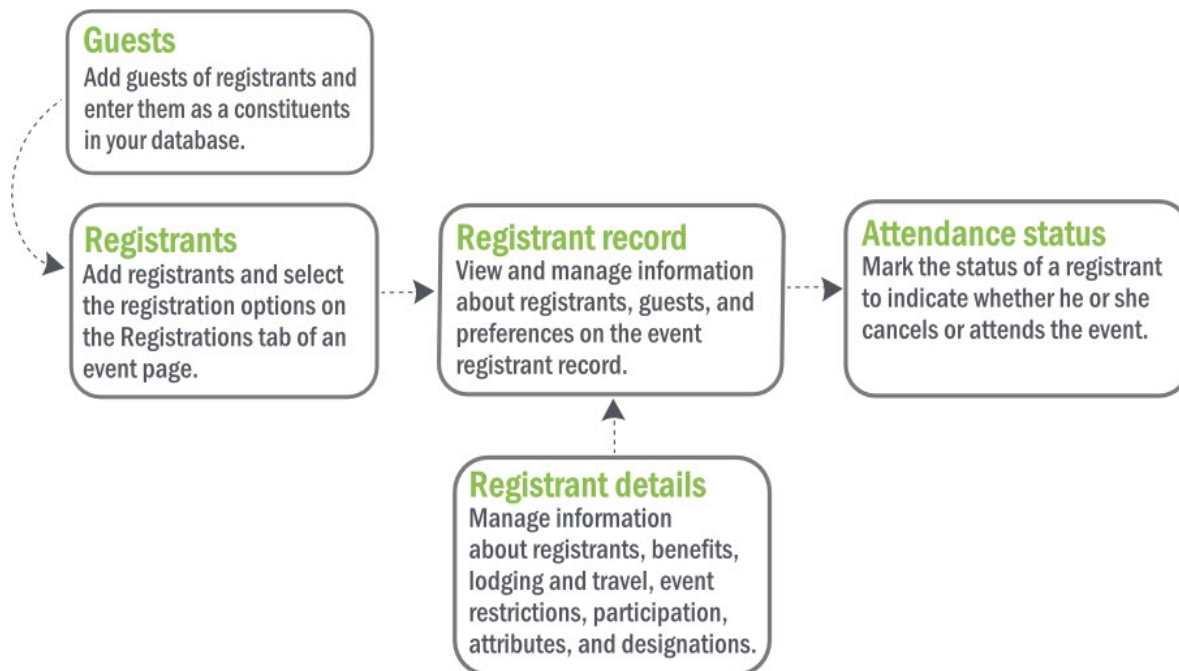 Guests
Add guests of registrants and
enter them as a constituents
in your database.
Registrants
Add registrants and select
the registration options on
the Registrations tab of an
event page.
Registrant record
View and manage information
about registrants, guests, and
preferences on the event
registrant record.
Attendance status
Mark the status of a registrant
to indicate whether he or she
cancels or attends the event.
Registrant details
Manage information
about registrants, benefits,
lodging and travel, event
restrictions, participation,
attributes, and designations.